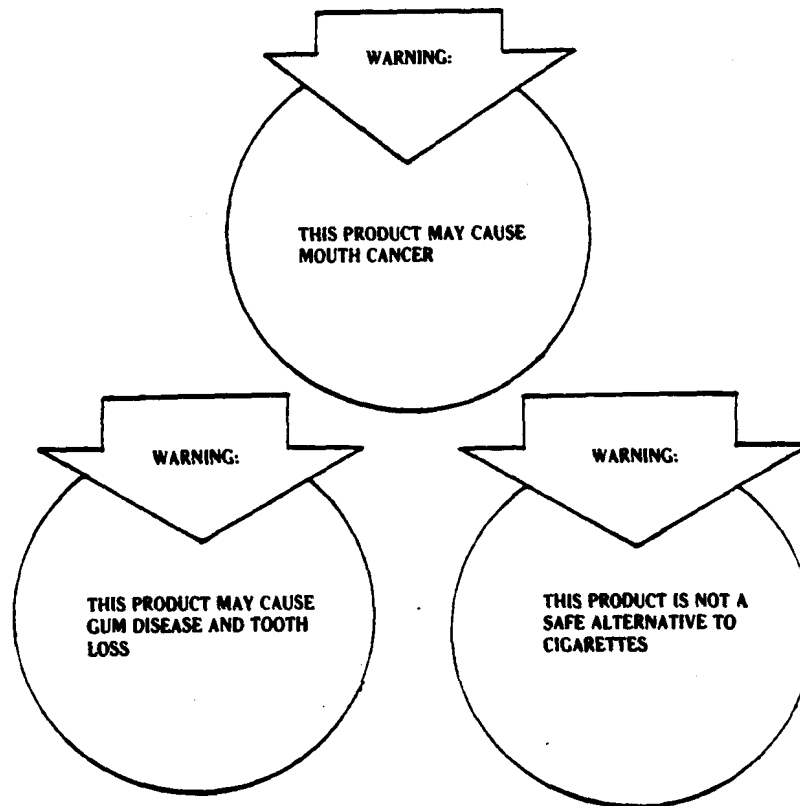 WARNING:
THIS PRODUCT MAY CAUSE
MOUTH CANCER
WARNING:
THIS PRODUCT MAY CAUSE
GUM DISEASE AND TOOTH
LOSS
WARNING:
THIS PRODUCT IS NOT A
SAFE ALTERNATIVE TO
CIGARETTES